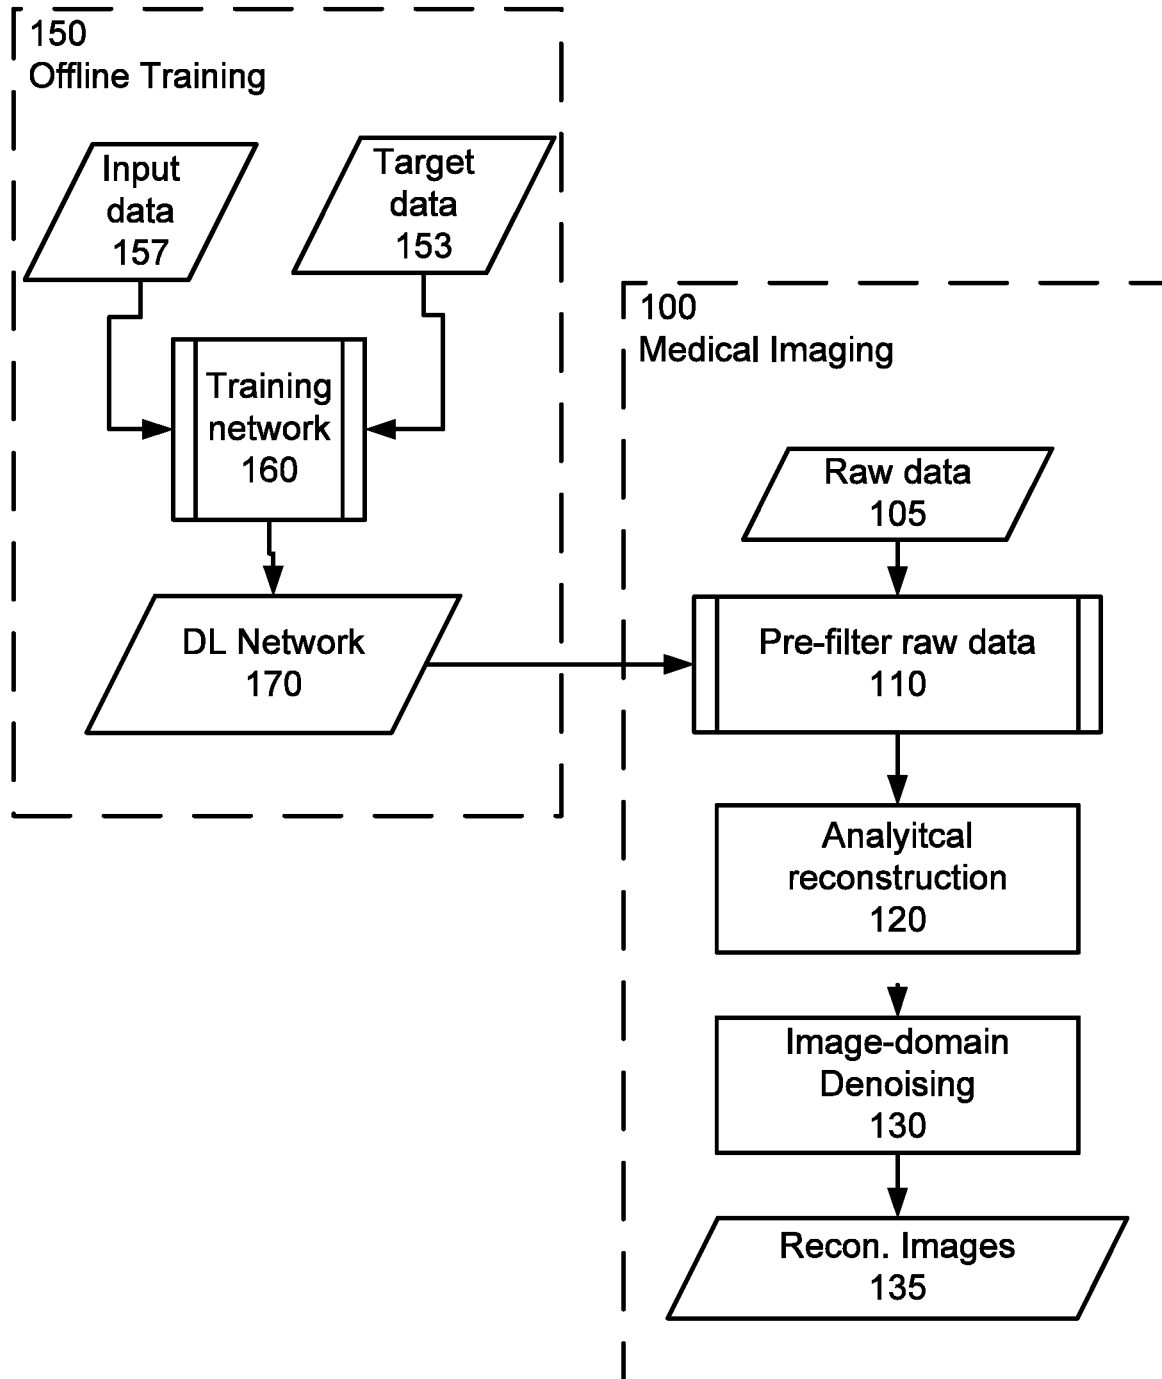 150
Offline Training
Input
data
157
Target
data
153
Training
network
160
DL Network
170
100
Medical Imaging
Raw data
105
Pre-filter raw data
110
Analyitcal
reconstruction
120
Image-domain
Denoising
130
Recon. Images
135